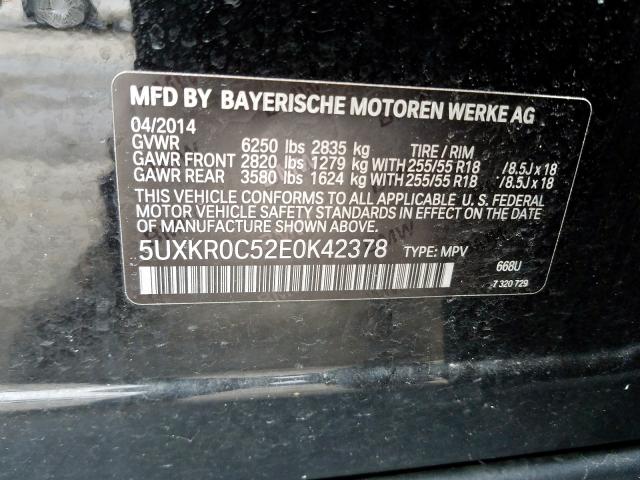 MFD BY BAYERISCHE MOTOREN WERKE AG
04/2014
GVWR 6250 lbs 2835 kg TIRE / RIM
GAWR FRONT 2820 lbs 1279 kg WITH 255/55 R18 /8.5J x 18
GAWR REAR 3580 lbs 1624 kg WITH 255/55 R18 /8.5J x 18
THIS VEHICLE CONFORMS TO ALL APPLICABLE U. S. FEDERAL
MOTOR VEHICLE SAFETY STANDARDS IN EFFECT ON THE DATE
OF MANUFACTURE SHOWN ABOVE.
5UXKR0C52E0K42378 TYPE: MPV
668U
7 320 729